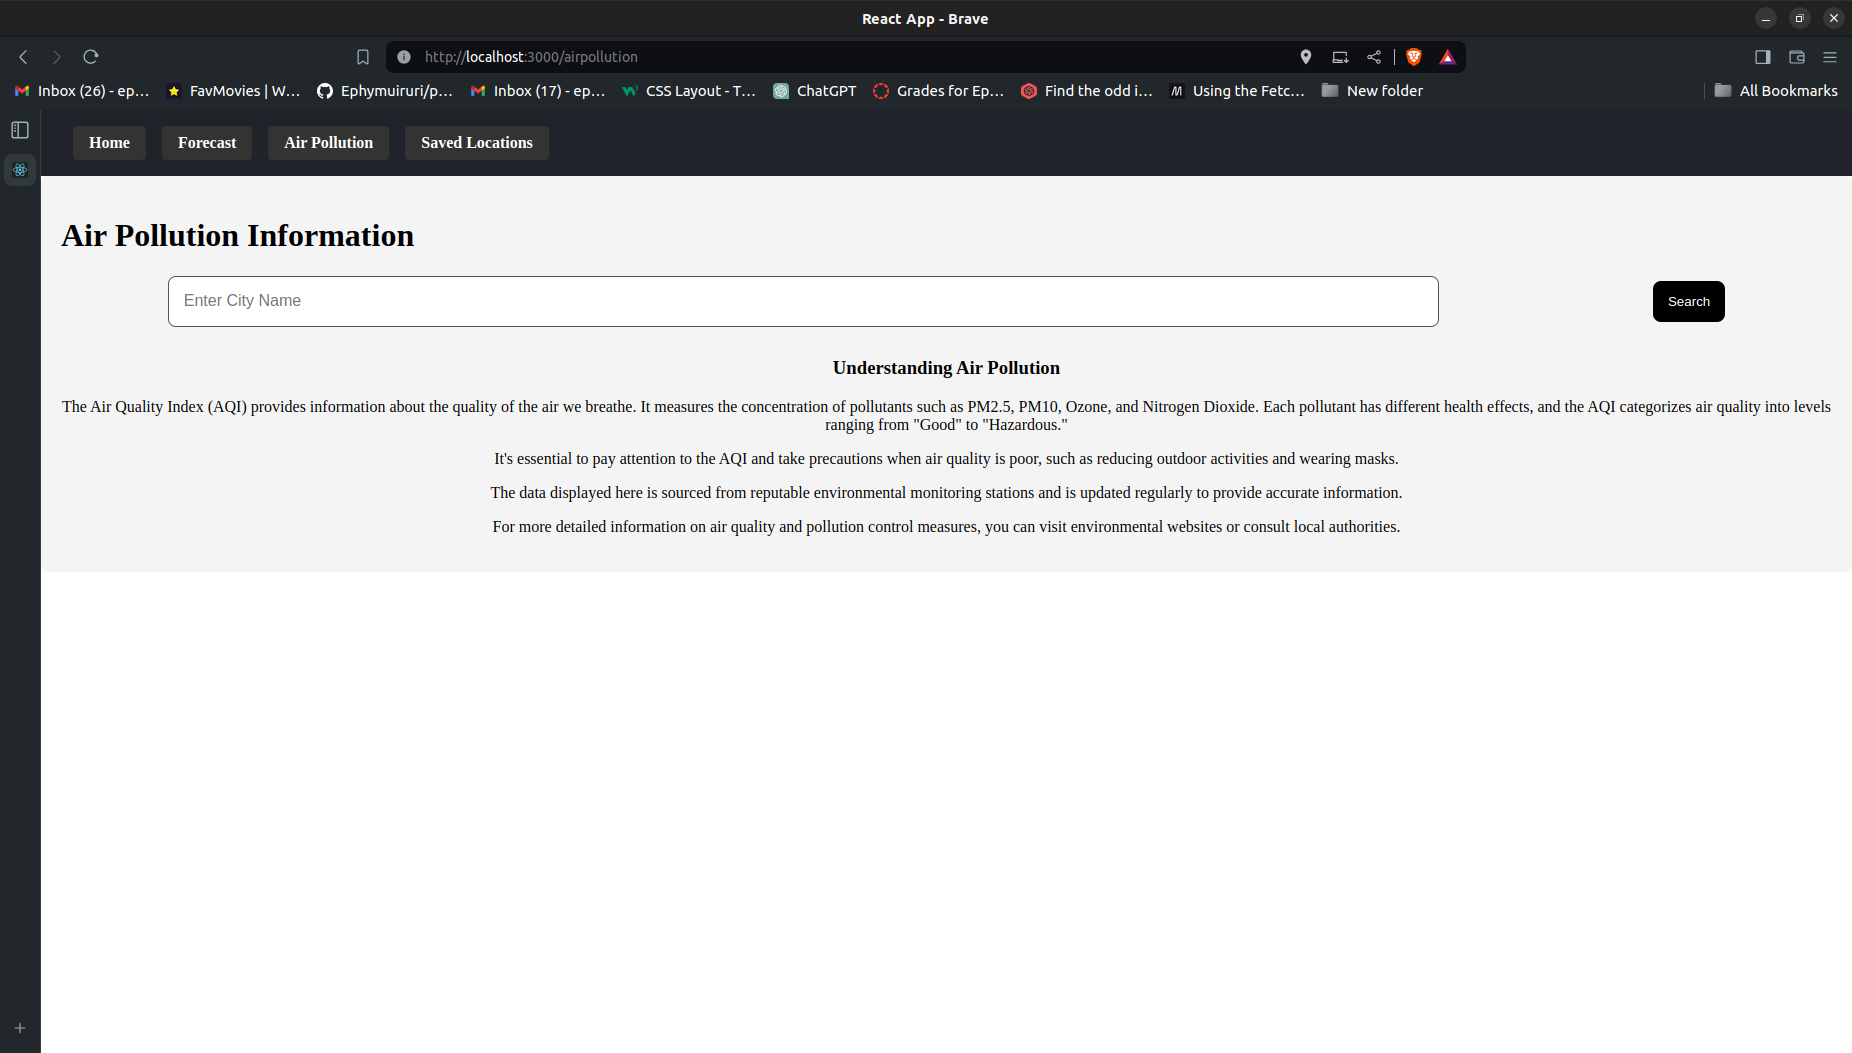 React App - Brave
http://localhost:3000/airpollution
Inbox (26) - ep... FavMovies | W... Ephymuiruri/p... Inbox (17) - ep... CSS Layout - T... ChatGPT Grades for Ep... Find the odd i... Using the Fetc... New folder All Bookmarks
Home Forecast Air Pollution Saved Locations
Air Pollution Information
Enter City Name Search
Understanding Air Pollution
The Air Quality Index (AQI) provides information about the quality of the air we breathe. It measures the concentration of pollutants such as PM2.5, PM10, Ozone, and Nitrogen Dioxide. Each pollutant has different health effects, and the AQI categorizes air quality into levels
ranging from "Good" to "Hazardous."
It's essential to pay attention to the AQI and take precautions when air quality is poor, such as reducing outdoor activities and wearing masks.
The data displayed here is sourced from reputable environmental monitoring stations and is updated regularly to provide accurate information.
For more detailed information on air quality and pollution control measures, you can visit environmental websites or consult local authorities.